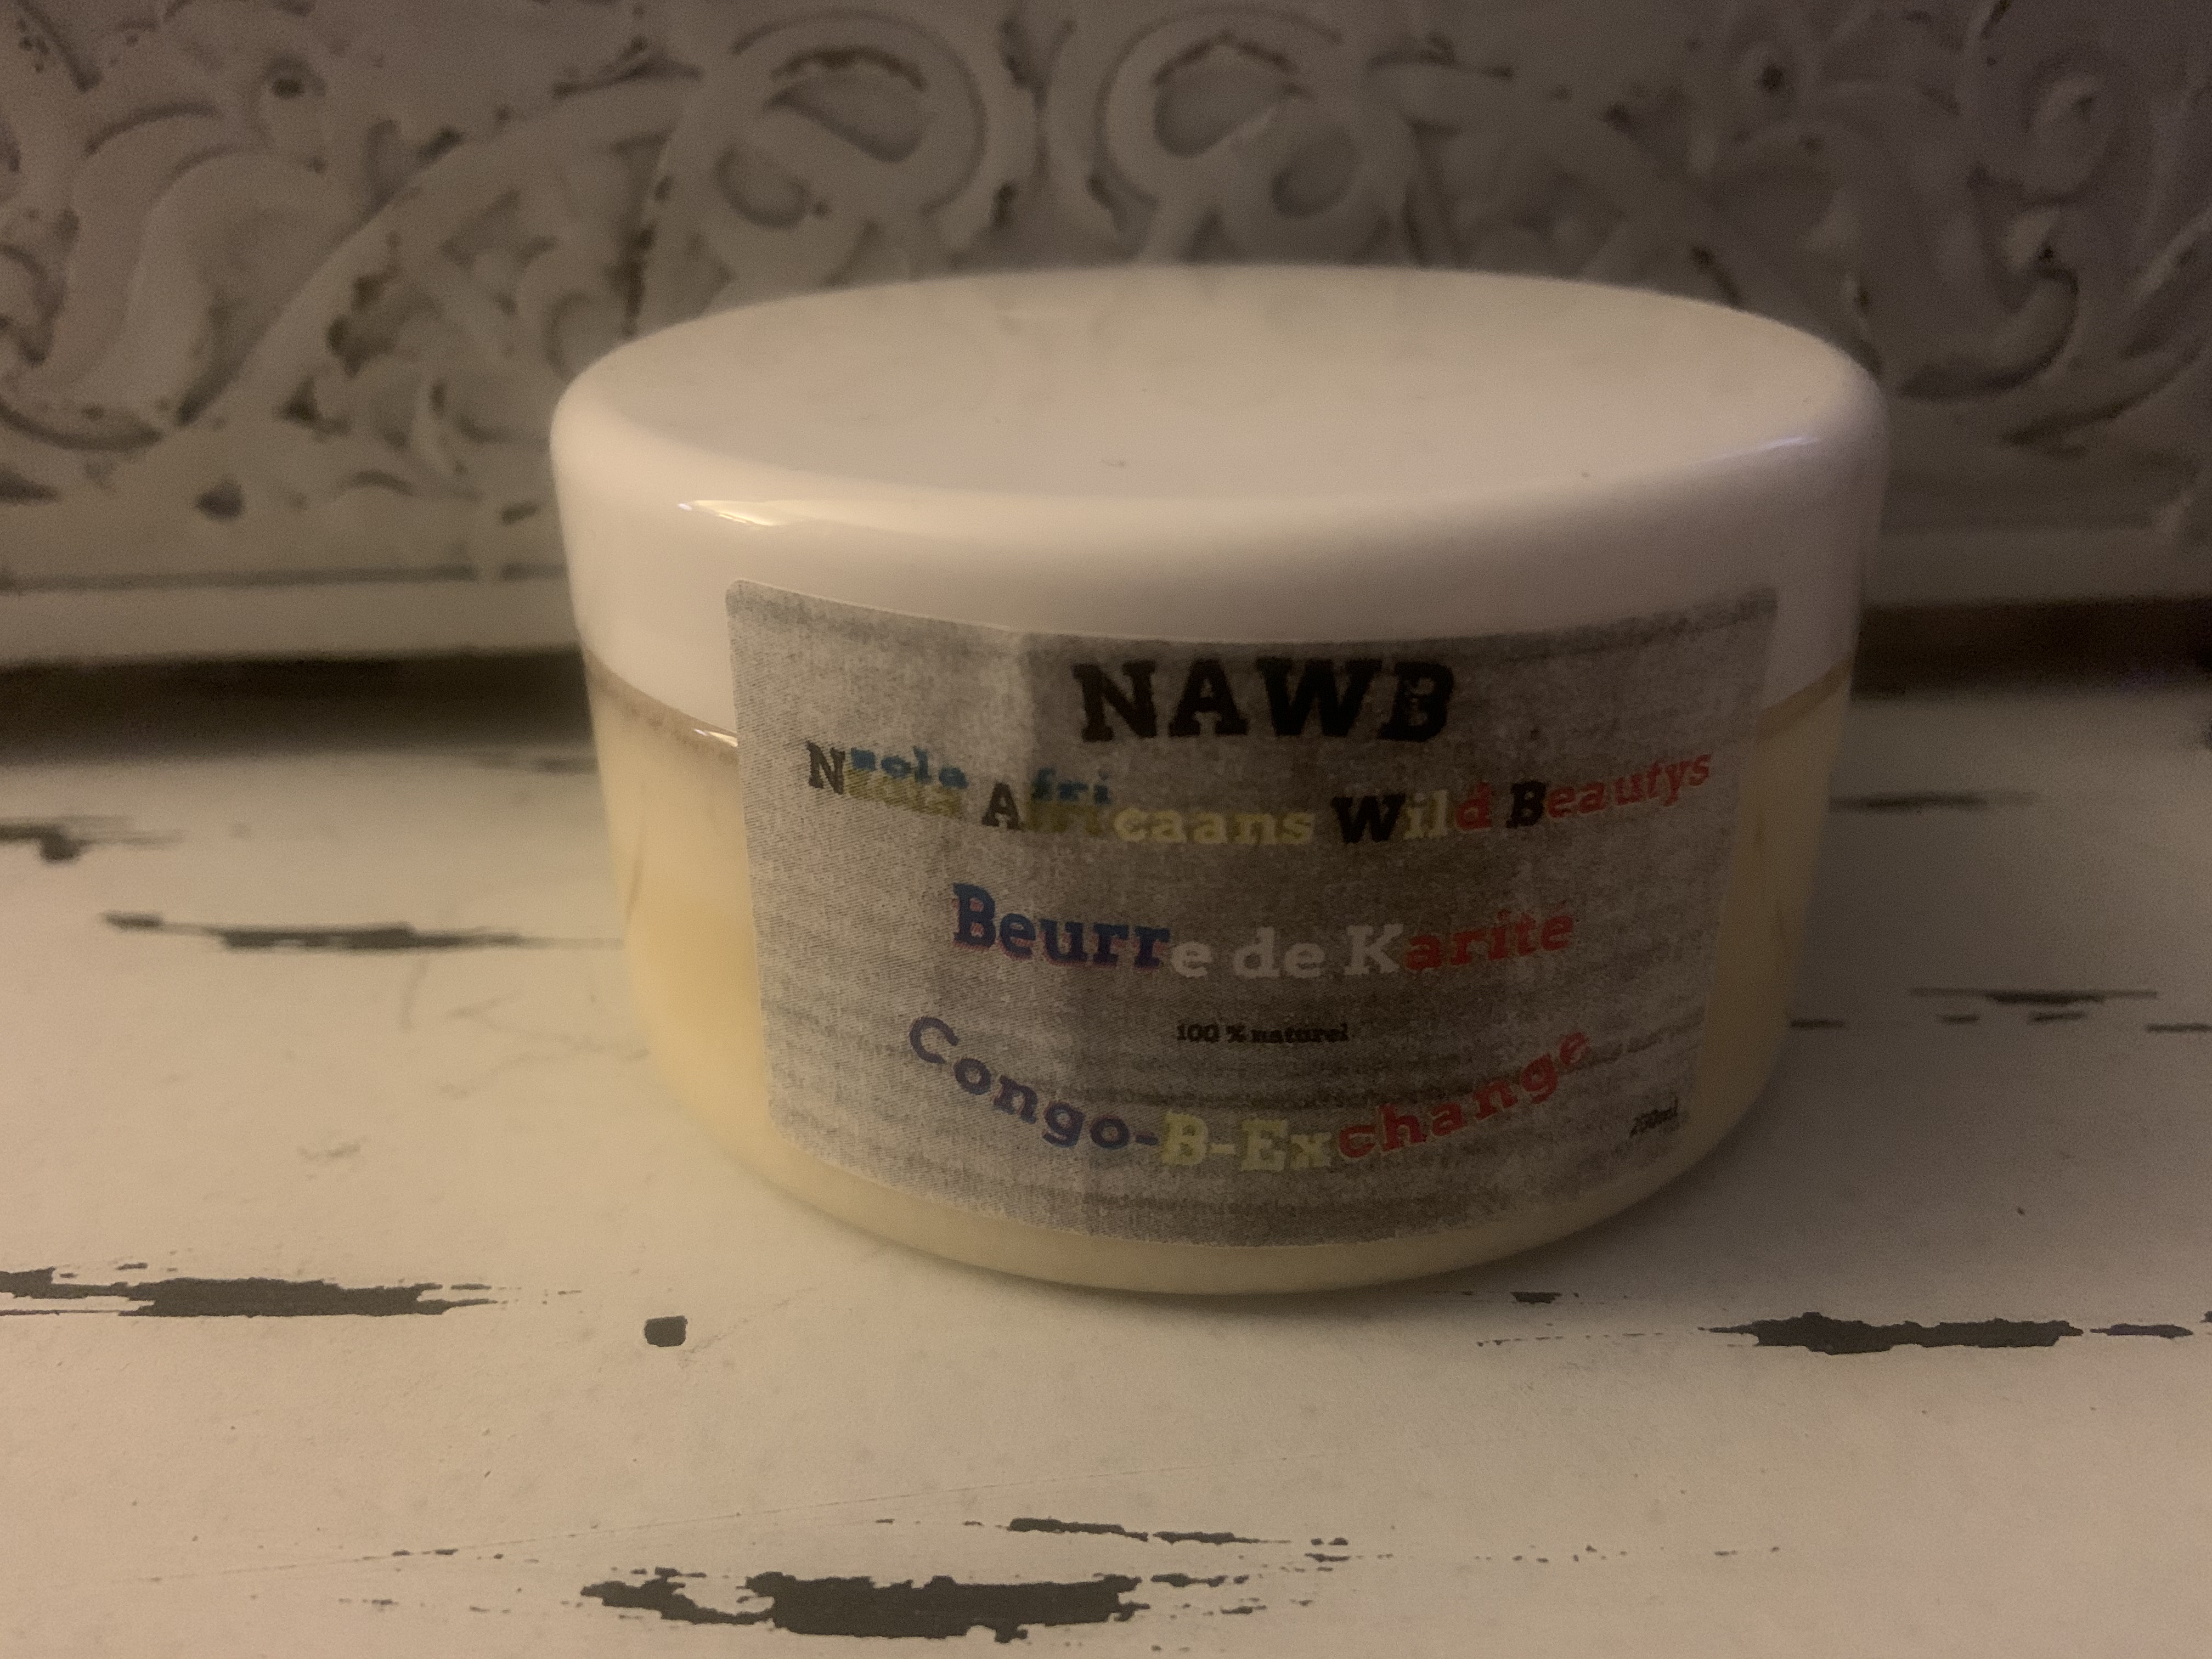 NAWB
Nzola Africaans Wild Beautys
Beurre de Karité
100 % naturel
Congo-B-Exchange